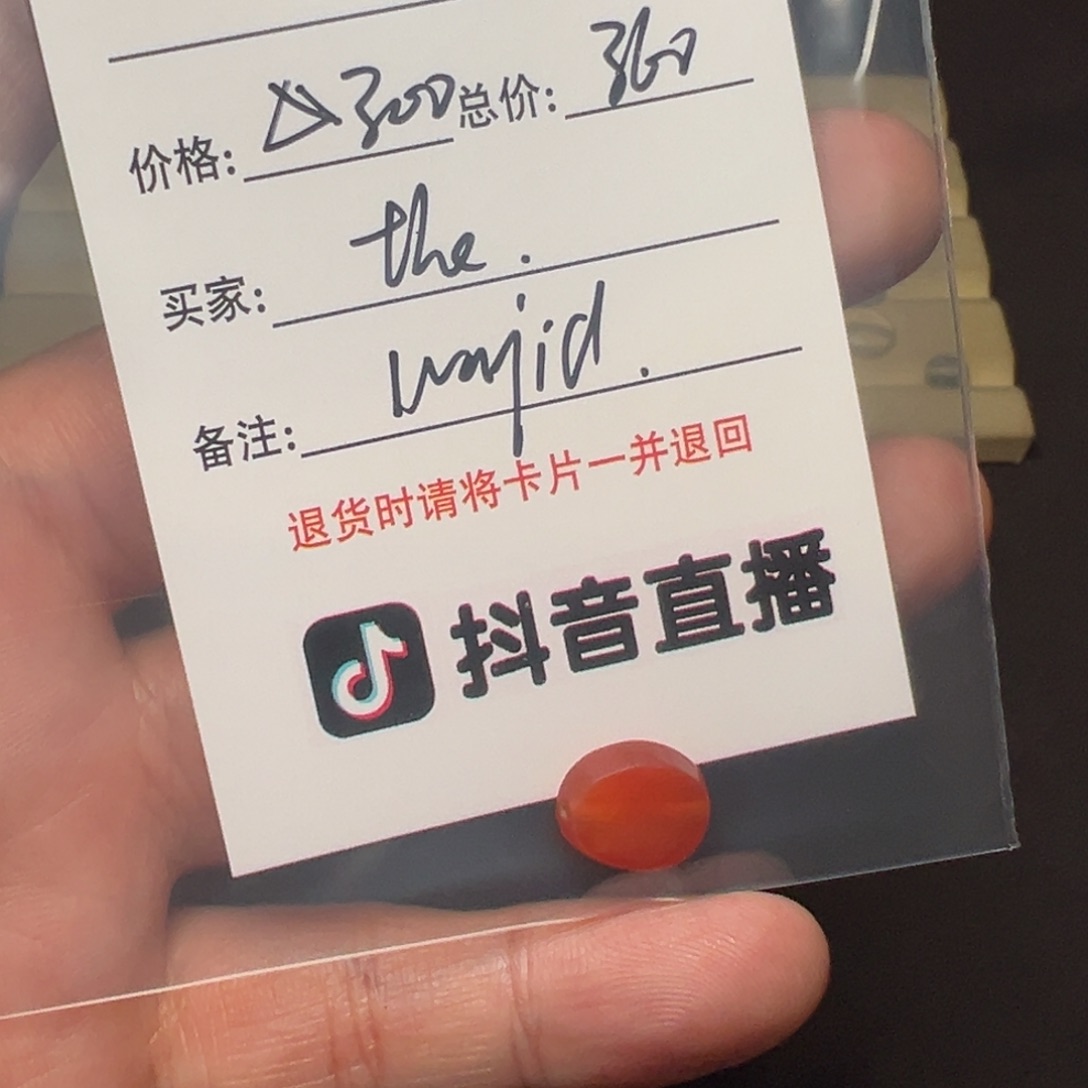 价格: △300 总价: 360
买家: the.
备注: wajid.
退货时请将卡片一并退回
抖音直播